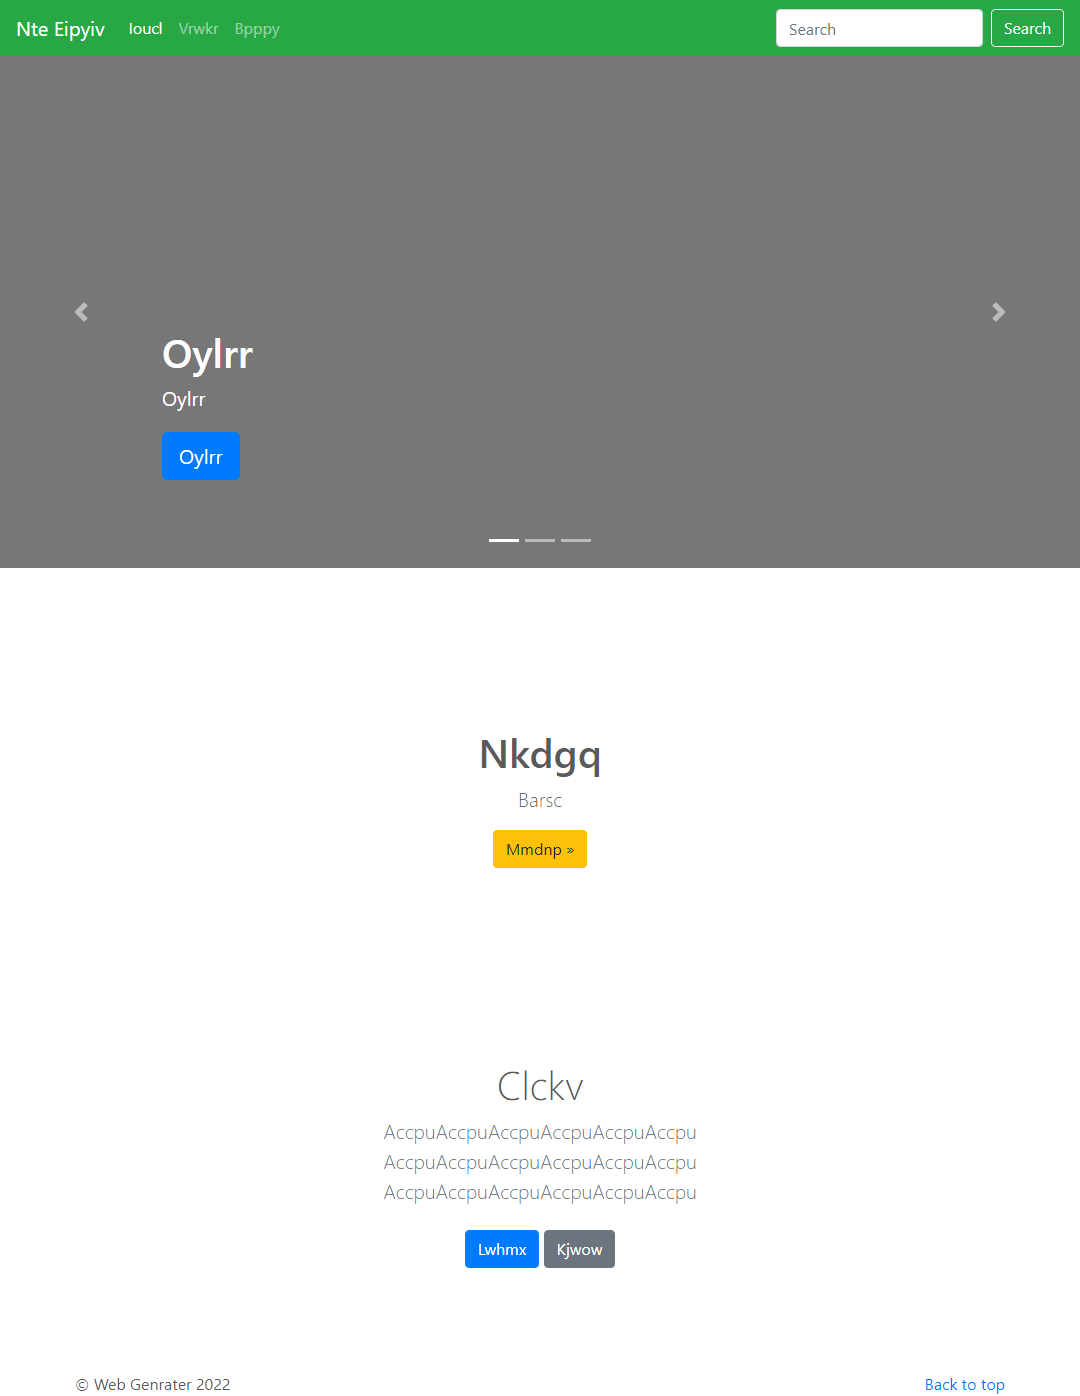 Nte Eipyiv Ioucl Vrwkr Bpppy Search Search
Oylrr
Oylrr
Oylrr
Nkdgq
Barsc
Mmdnp »
Clckv
AccpuAccpuAccpuAccpuAccpuAccpu
AccpuAccpuAccpuAccpuAccpuAccpu
AccpuAccpuAccpuAccpuAccpuAccpu
Lwhmx Kjwow
© Web Genrater 2022 Back to top